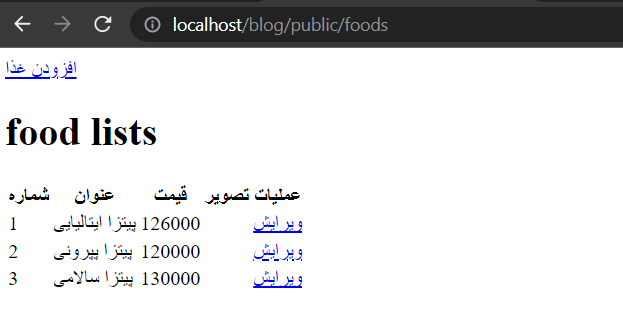 localhost/blog/public/foods
افزودن غذا
food lists
شماره عنوان قیمت تصویر عملیات
1 پیتزا ایتالیایی 126000 ویرایش
2 پیتزا پپرونی 120000 ویرایش
3 پیتزا سالامی 130000 ویرایش